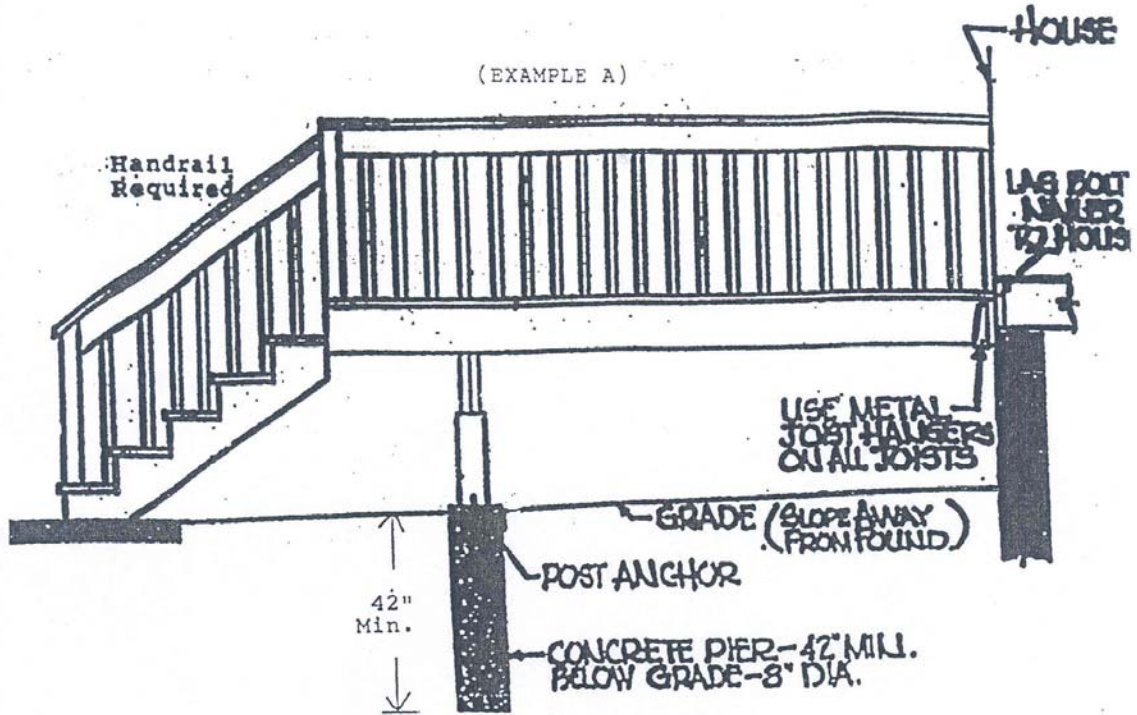 HOUSE
(EXAMPLE A)
Handrail
Required
LAG BOLT
NAILER
TO HOUS
USE METAL
JOIST HANGERS
ON ALL JOISTS
GRADE (SLOPE AWAY
FROM FOUND.)
POST ANCHOR
42"
Min.
CONCRETE PIER-42" MIN.
BELOW GRADE-8" DIA.